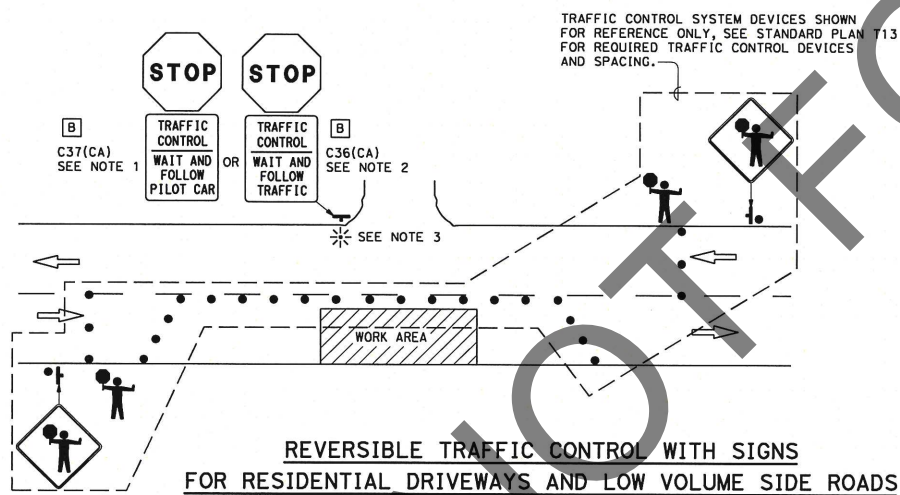 TRAFFIC CONTROL SYSTEM DEVICES SHOWN
FOR REFERENCE ONLY, SEE STANDARD PLAN T13
FOR REQUIRED TRAFFIC CONTROL DEVICES
AND SPACING.
STOP
STOP
B
C37(CA)
SEE NOTE 1
TRAFFIC
CONTROL
WAIT AND
FOLLOW
PILOT CAR
OR
TRAFFIC
CONTROL
WAIT AND
FOLLOW
TRAFFIC
B
C36(CA)
SEE NOTE 2
SEE NOTE 3
WORK AREA
REVERSIBLE TRAFFIC CONTROL WITH SIGNS
FOR RESIDENTIAL DRIVEWAYS AND LOW VOLUME SIDE ROADS